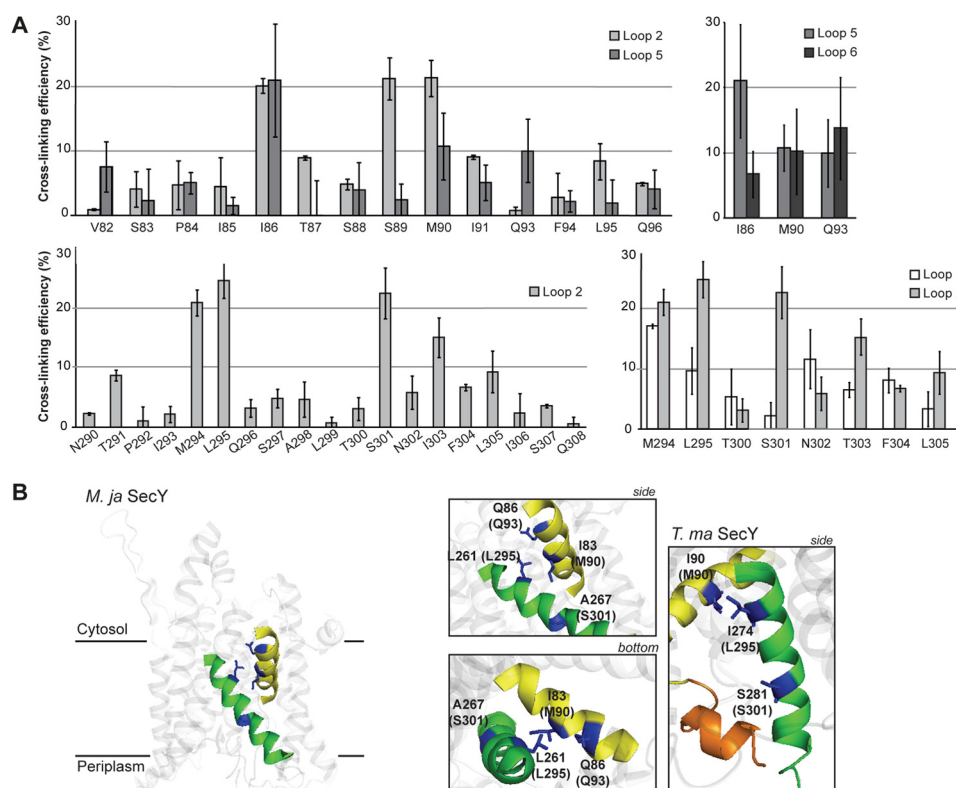 A
Cross-linking efficiency (%)
30
20
10
0
Loop 2
Loop 5
V82 S83 P84 I85 I86 T87 S88 S89 M90 I91 Q93 F94 L95 Q96
30
20
10
0
Loop 5
Loop 6
I86 M90 Q93
Cross-linking efficiency (%)
30
20
10
0
Loop 2
N290 T291 P292 I293 M294 L295 Q296 S297 A298 L299 T300 S301 N302 I303 F304 L305 I306 S307 Q308
30
20
10
0
Loop
Loop
M294 L295 T300 S301 N302 T303 F304 L305
B
M. ja SecY
Cytosol
Periplasm
side
Q86
(Q93)
L261 (L295)
I83
(M90)
A267
(S301)
bottom
A267
(S301)
I83
(M90)
L261
(L295)
Q86
(Q93)
T. ma SecY
side
I90
(M90)
I274
(L295)
S281
(S301)